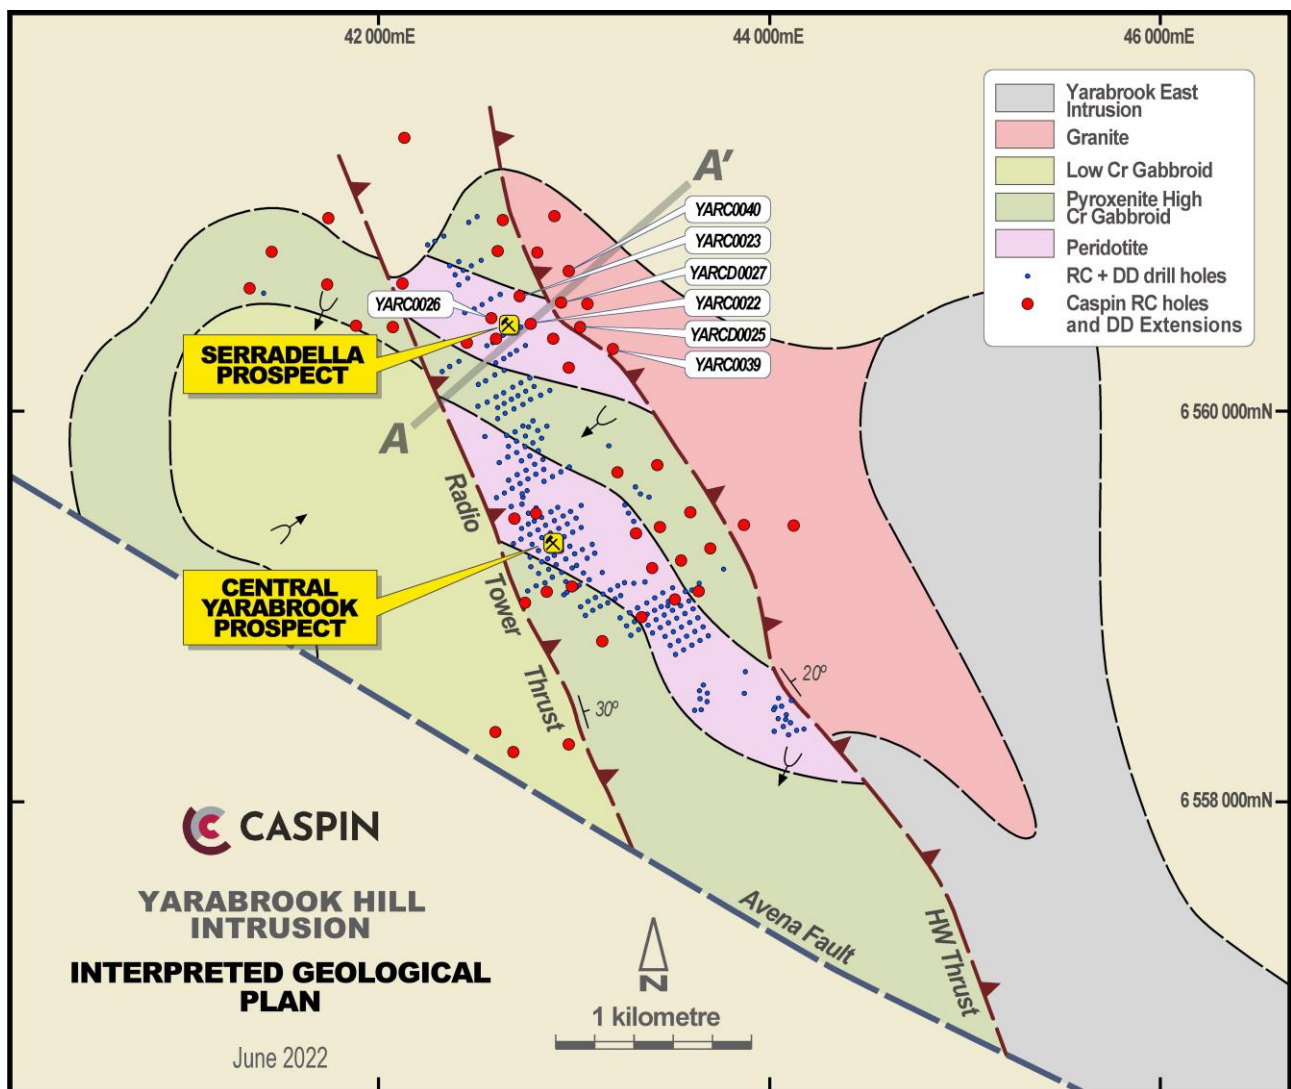 42 000mE
44 000mE
46 000mE
Yarabrook East
Intrusion
Granite
Low Cr Gabbroid
Pyroxenite High
Cr Gabbroid
Peridotite
RC + DD drill holes
Caspin RC holes
and DD Extensions
A'
YARC0040
YARC0023
YARCD0027
YARC0022
YARCD0025
YARC0039
YARC0026
SERRADELLA
PROSPECT
A
6 560 000mN
Radio
Tower
Thrust
CENTRAL
YARABROOK
PROSPECT
20º
30º
6 558 000mN
CASPIN
YARABROOK HILL
INTRUSION
INTERPRETED GEOLOGICAL
PLAN
June 2022
Avena Fault
HW Thrust
N
1 kilometre